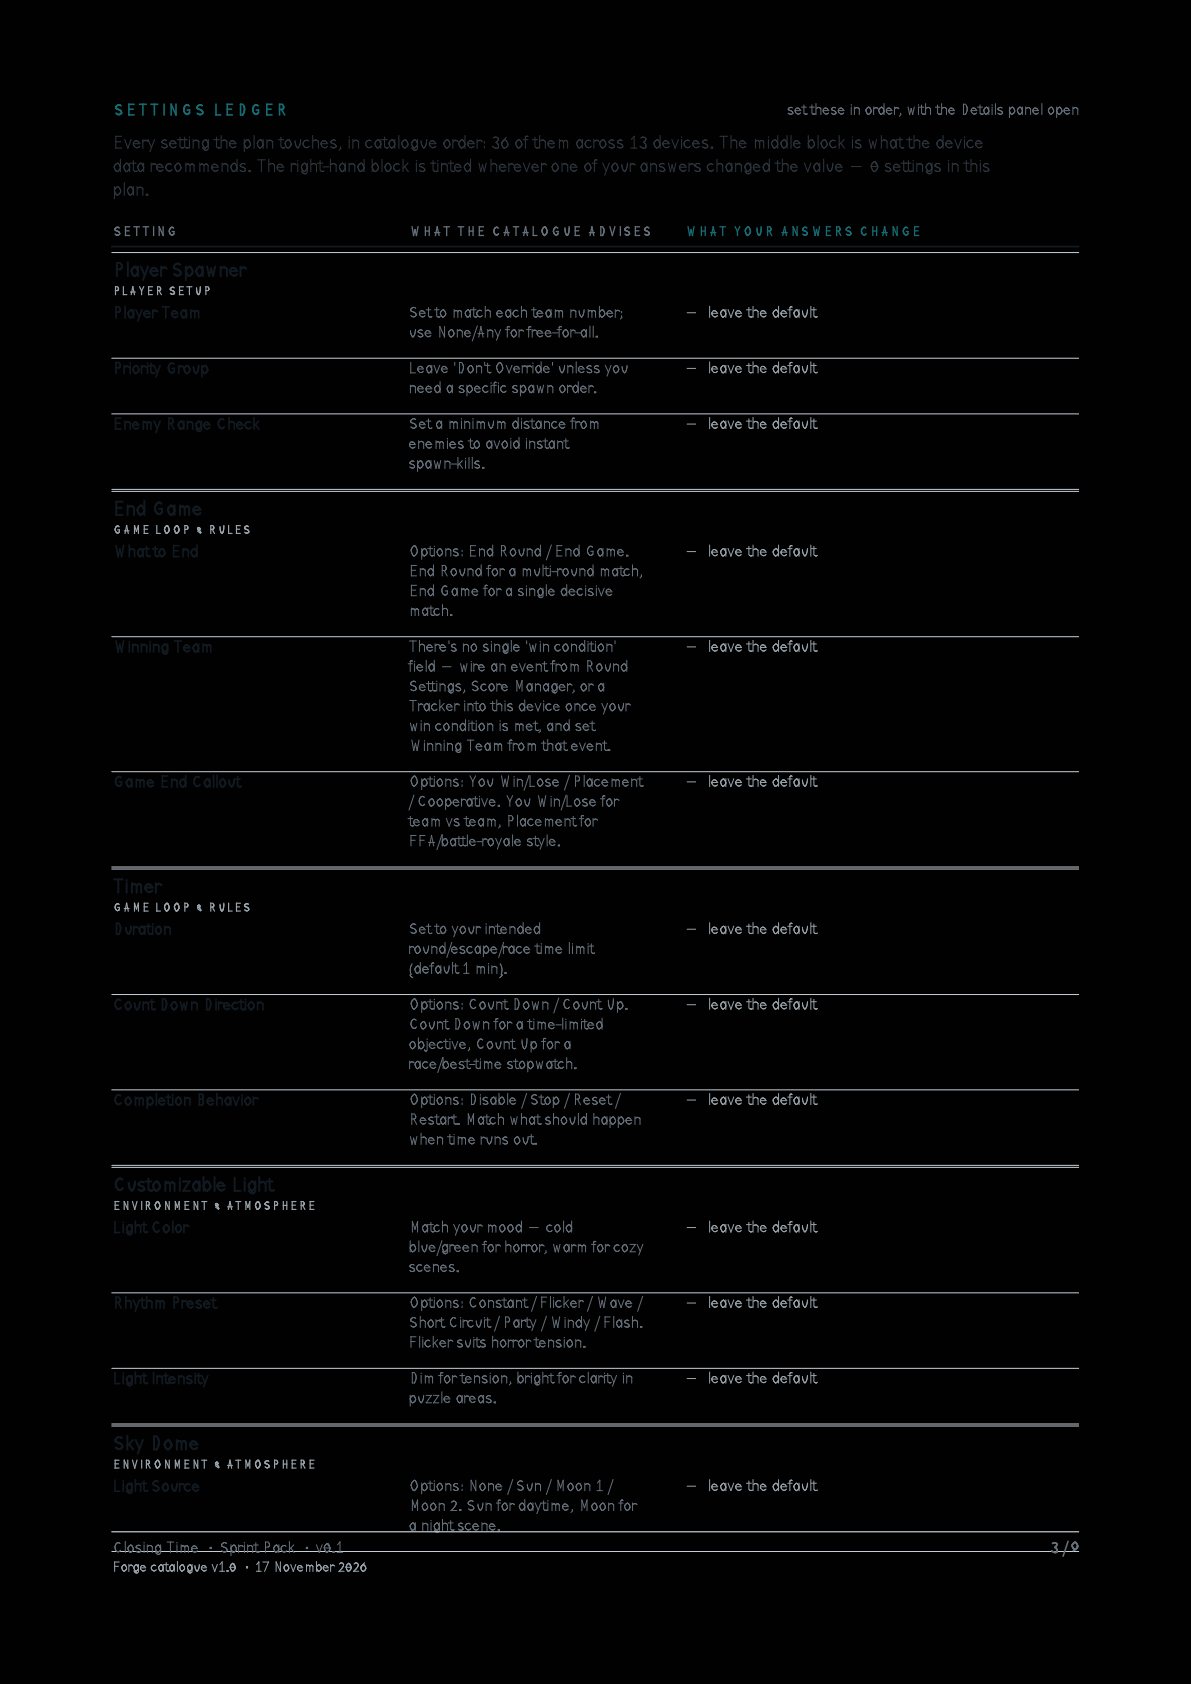 SETTINGS LEDGER
set these in order, with the Details panel open
Every setting the plan touches, in catalogue order: 36 of them across 13 devices. The middle block is what the device
data recommends. The right-hand block is tinted wherever one of your answers changed the value — 0 settings in this
plan.
SETTING
WHAT THE CATALOGUE ADVISES
WHAT YOUR ANSWERS CHANGE
Player Spawner
PLAYER SETUP
Player Team
Set to match each team number;
use None/Any for free-for-all.
— leave the default
Priority Group
Leave 'Don't Override' unless you
need a specific spawn order.
— leave the default
Enemy Range Check
Set a minimum distance from
enemies to avoid instant
spawn-kills.
— leave the default
End Game
GAME LOOP & RULES
What to End
Options: End Round / End Game.
End Round for a multi-round match,
End Game for a single decisive
match.
— leave the default
Winning Team
There's no single 'win condition'
field — wire an event from Round
Settings, Score Manager, or a
Tracker into this device once your
win condition is met, and set
Winning Team from that event.
— leave the default
Game End Callout
Options: You Win/Lose / Placement
/ Cooperative. You Win/Lose for
team vs team, Placement for
FFA/battle-royale style.
— leave the default
Timer
GAME LOOP & RULES
Duration
Set to your intended
round/escape/race time limit
(default 1 min).
— leave the default
Count Down Direction
Options: Count Down / Count Up.
Count Down for a time-limited
objective, Count Up for a
race/best-time stopwatch.
— leave the default
Completion Behavior
Options: Disable / Stop / Reset /
Restart. Match what should happen
when time runs out.
— leave the default
Customizable Light
ENVIRONMENT & ATMOSPHERE
Light Color
Match your mood — cold
blue/green for horror, warm for cozy
scenes.
— leave the default
Rhythm Preset
Options: Constant / Flicker / Wave /
Short Circuit / Party / Windy / Flash.
Flicker suits horror tension.
— leave the default
Light Intensity
Dim for tension, bright for clarity in
puzzle areas.
— leave the default
Sky Dome
ENVIRONMENT & ATMOSPHERE
Light Source
Options: None / Sun / Moon 1 /
Moon 2. Sun for daytime, Moon for
a night scene.
— leave the default
Closing Time · Sprint Pack · v0.1
3 / 9
Forge catalogue v1.0 · 17 November 2026